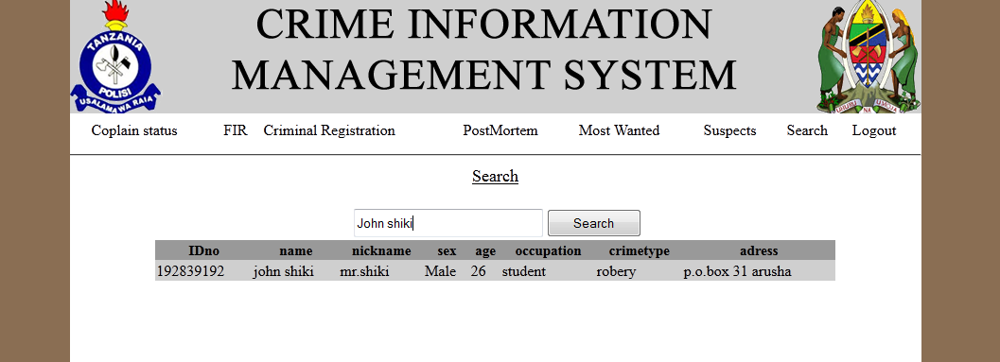 CRIME INFORMATION
MANAGEMENT SYSTEM
TANZANIA
POLISI
USALAMA WA RAIA
UHURU NA UMOJA
Coplain status FIR Criminal Registration PostMortem Most Wanted Suspects Search Logout
Search
John shiki Search
IDno name nickname sex age occupation crimetype adress
192839192 john shiki mr.shiki Male 26 student robery p.o.box 31 arusha